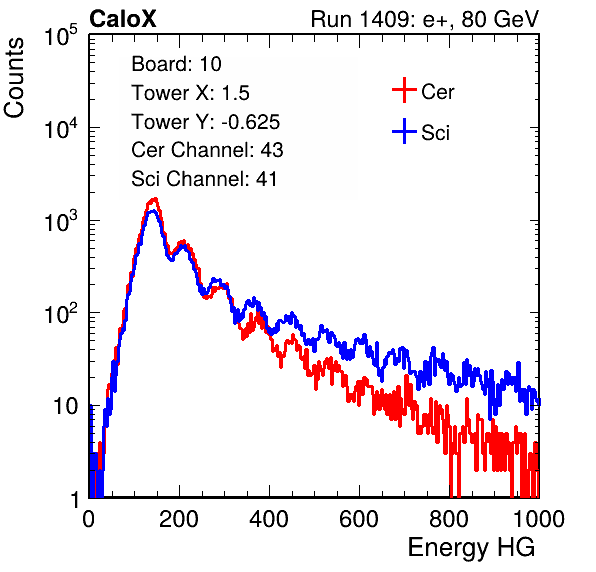 CaloX Run 1409: e+, 80 GeV
Counts
Board: 10
Tower X: 1.5
Tower Y: -0.625
Cer Channel: 43
Sci Channel: 41
Cer
Sci
10^5
10^4
10^3
10^2
10
1
0 200 400 600 800 1000
Energy HG